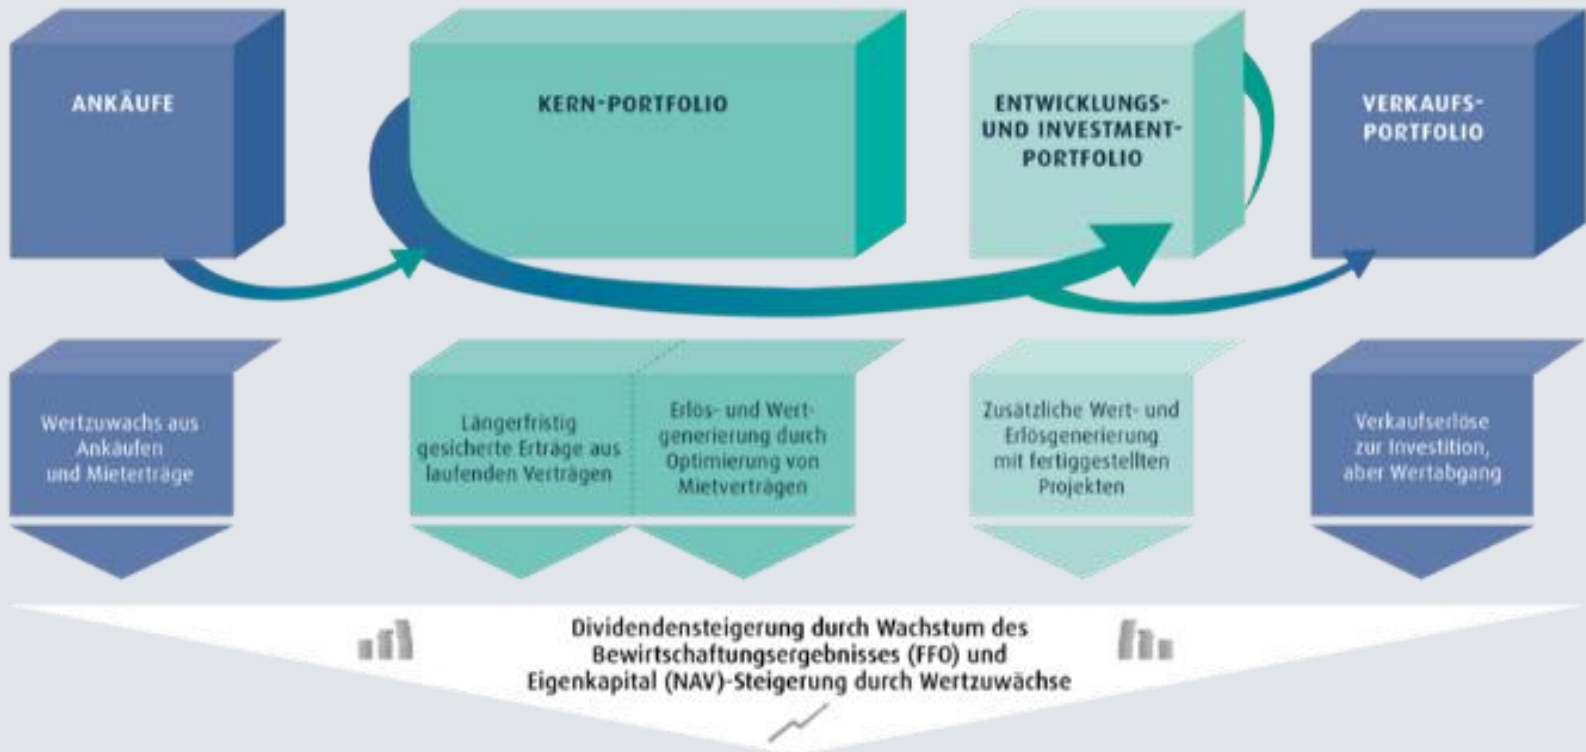 ANKÄUFE
KERN-PORTFOLIO
ENTWICKLUNGS-
UND INVESTMENT-
PORTFOLIO
VERKAUFS-
PORTFOLIO
Wertzuwachs aus
Ankäufen
und Mieterträge
Längerfristig
gesicherte Erträge aus
laufenden Verträgen
Erlös- und Wert-
generierung durch
Optimierung von
Mietverträgen
Zusätzliche Wert- und
Erlösgenerierung
mit fertiggestellten
Projekten
Verkaufserlöse
zur Investition,
aber Wertabgang
Dividendensteigerung durch Wachstum des
Bewirtschaftungsergebnisses (FFO) und
Eigenkapital (NAV)-Steigerung durch Wertzuwächse